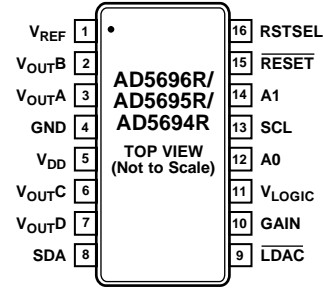 VREF 1
VOUTB 2
VOUTA 3
GND 4
VDD 5
VOUTC 6
VOUTD 7
SDA 8
AD5696R/
AD5695R/
AD5694R
TOP VIEW
(Not to Scale)
16 RSTSEL
15 RESET
14 A1
13 SCL
12 A0
11 VLOGIC
10 GAIN
9 LDAC